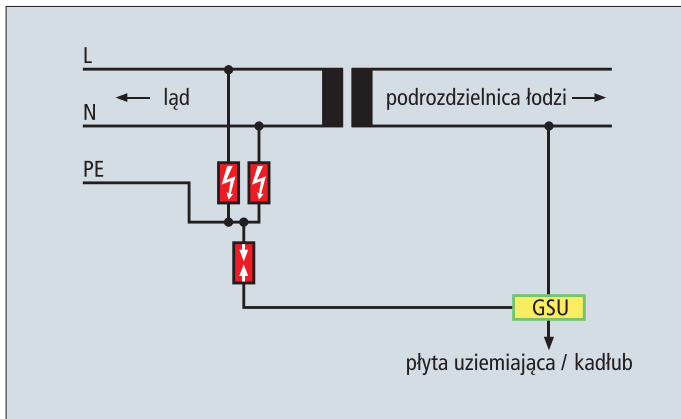 L
ląd
podrozdzielnica łodzi
N
PE
GSU
płyta uziemiająca / kadłub